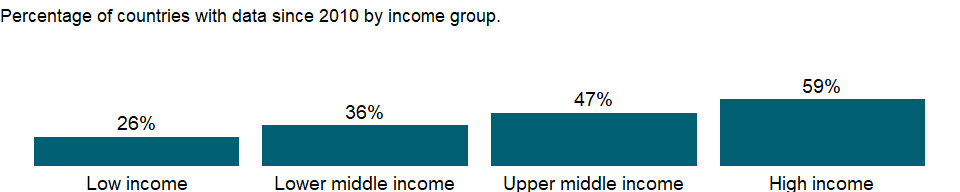 Percentage of countries with data since 2010 by income group.
26%
36%
47%
59%
Low income
Lower middle income
Upper middle income
High income